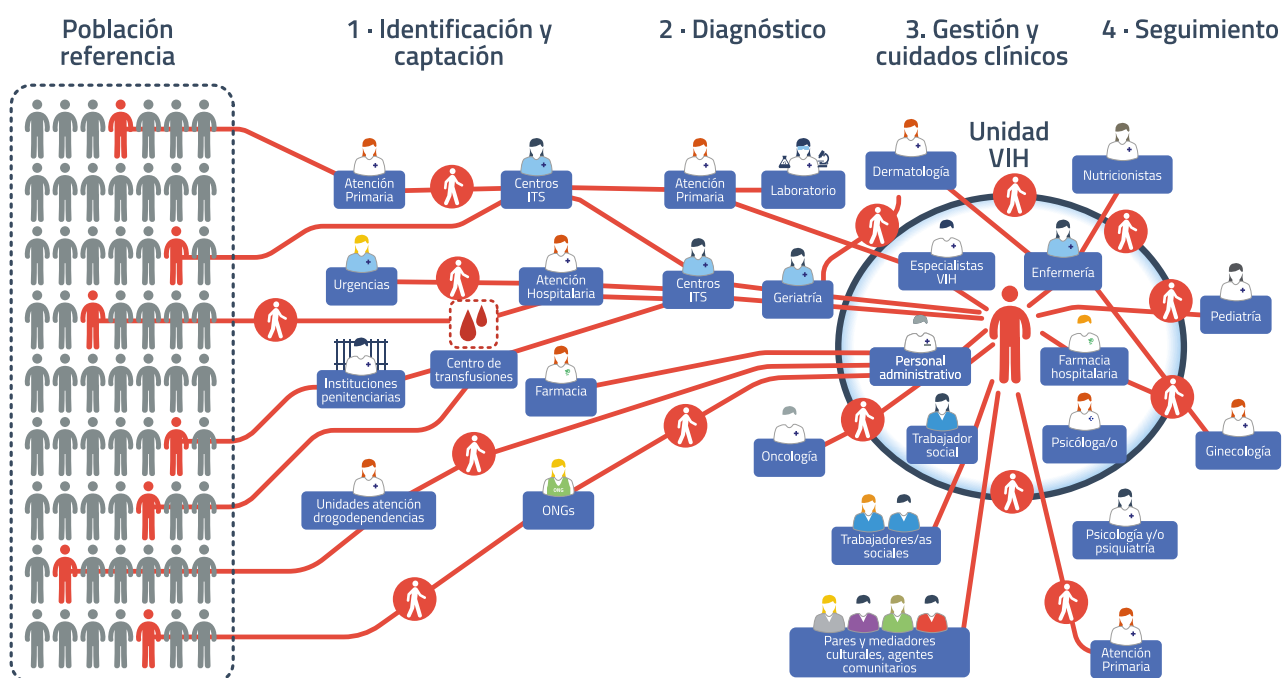 Población
referencia
1 · Identificación y
captación
2 · Diagnóstico
3. Gestión y
cuidados clínicos
4 · Seguimiento
Unidad
VIH
Atención
Primaria
Centros
ITS
Atención
Primaria
Laboratorio
Dermatología
Nutricionistas
Urgencias
Atención
Hospitalaria
Centros
ITS
Geriatría
Especialistas
VIH
Enfermería
Pediatría
Instituciones
penitenciarias
Centro de
transfusiones
Farmacia
Personal
administrativo
Farmacia
hospitalaria
Oncología
Trabajador
social
Psicóloga/o
Ginecología
Unidades atención
drogodependencias
ONG
ONGs
Trabajadores/as
sociales
Psicología y/o
psiquiatría
Pares y mediadores
culturales, agentes
comunitarios
Atención
Primaria